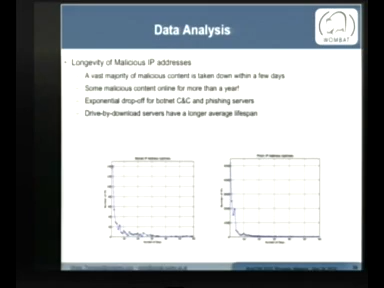 Data Analysis
WOMBAT
Longevity of Malicious IP addresses
A vast majority of malicious content is taken down within a few days
Some malicious content online for more than a year!
Exponential drop-off for botnet C&C and phishing servers
Drive-by-download servers have a longer average lifespan